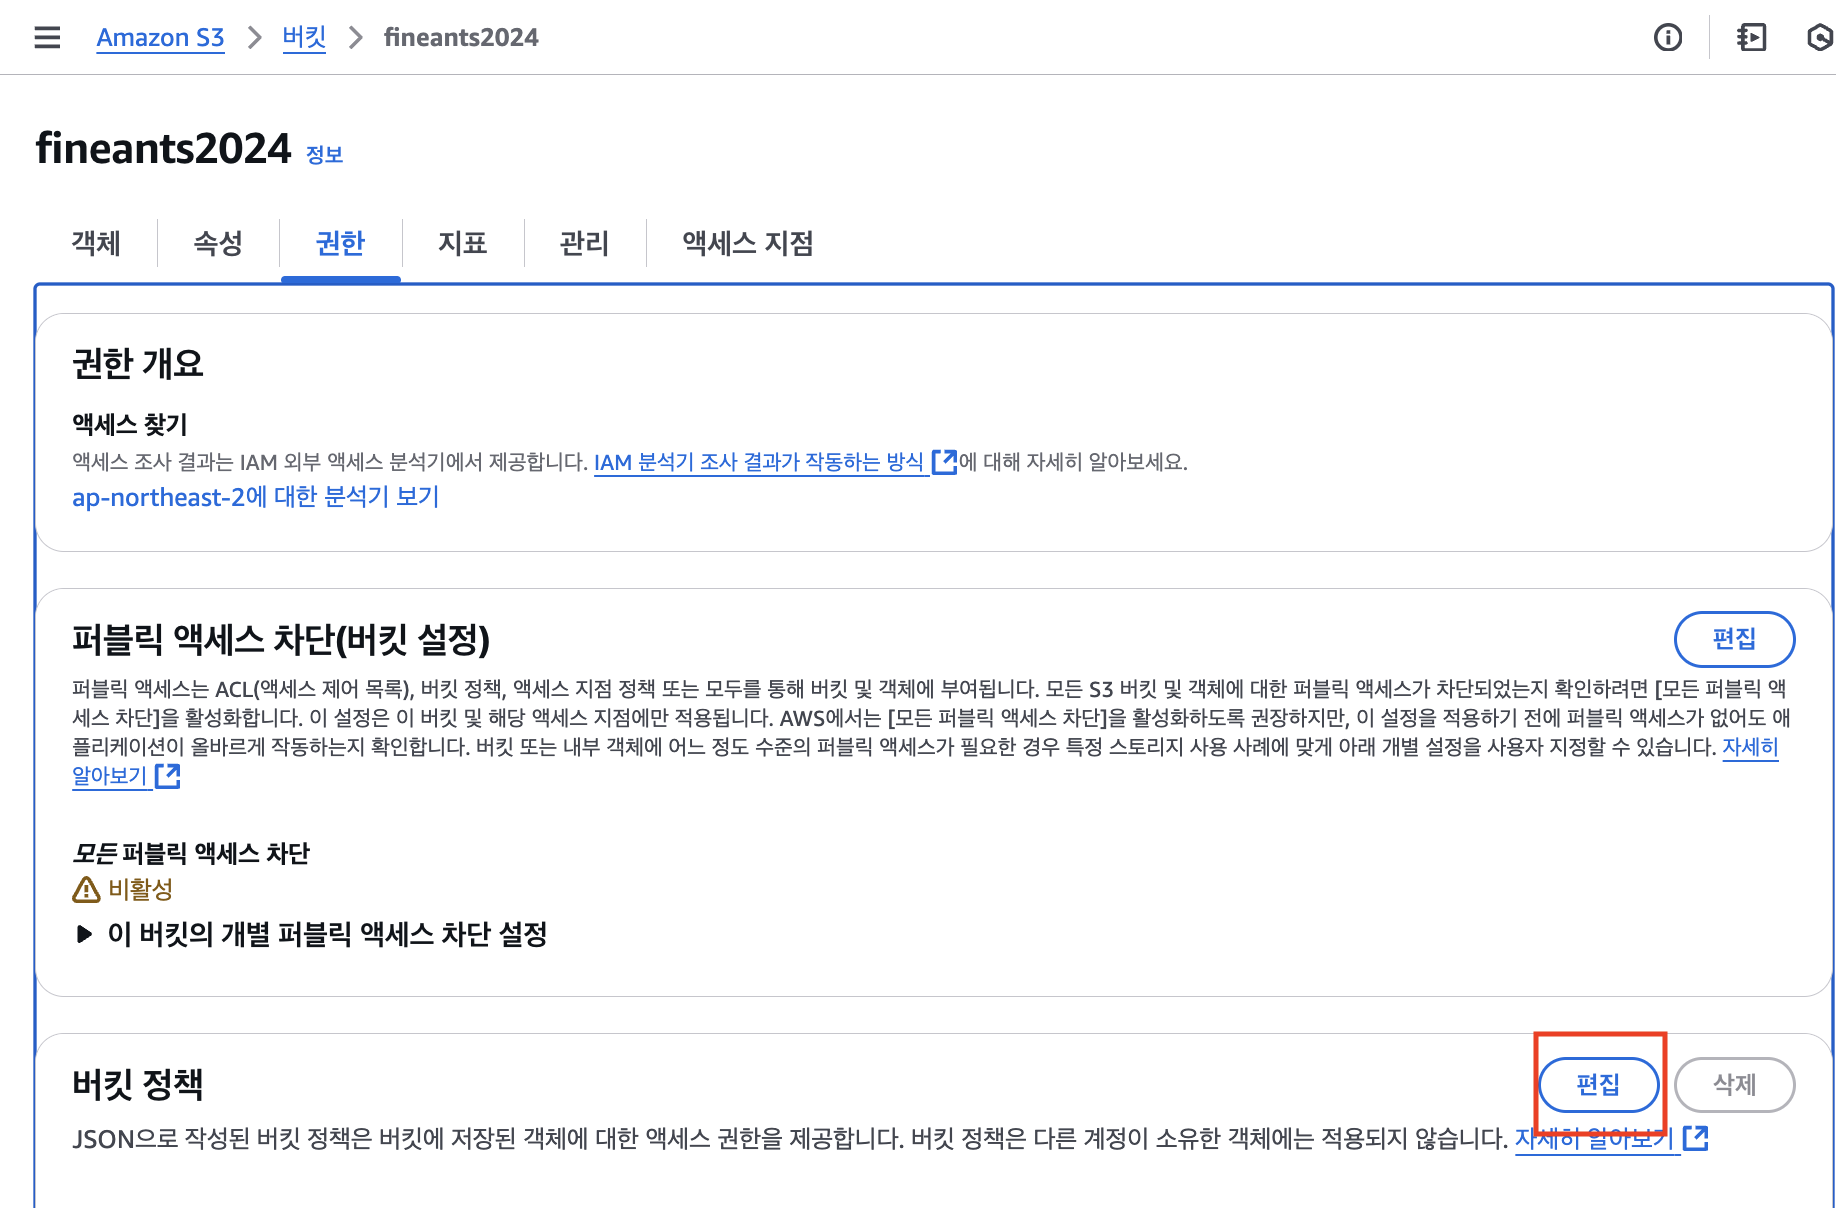 Amazon S3 > 버킷 > fineants2024
fineants2024 정보
객체 속성 권한 지표 관리 액세스 지점
권한 개요
액세스 찾기
액세스 조사 결과는 IAM 외부 액세스 분석기에서 제공합니다. IAM 분석기 조사 결과가 작동하는 방식 에 대해 자세히 알아보세요.
ap-northeast-2에 대한 분석기 보기
퍼블릭 액세스 차단(버킷 설정)
편집
퍼블릭 액세스는 ACL(액세스 제어 목록), 버킷 정책, 액세스 지점 정책 또는 모두를 통해 버킷 및 객체에 부여됩니다. 모든 S3 버킷 및 객체에 대한 퍼블릭 액세스가 차단되었는지 확인하려면 [모든 퍼블릭 액
세스 차단]을 활성화합니다. 이 설정은 이 버킷 및 해당 액세스 지점에만 적용됩니다. AWS에서는 [모든 퍼블릭 액세스 차단]을 활성화하도록 권장하지만, 이 설정을 적용하기 전에 퍼블릭 액세스가 없어도 애
플리케이션이 올바르게 작동하는지 확인합니다. 버킷 또는 내부 객체에 어느 정도 수준의 퍼블릭 액세스가 필요한 경우 특정 스토리지 사용 사례에 맞게 아래 개별 설정을 사용자 지정할 수 있습니다. 자세히
알아보기
모든 퍼블릭 액세스 차단
비활성
이 버킷의 개별 퍼블릭 액세스 차단 설정
버킷 정책
편집 삭제
JSON으로 작성된 버킷 정책은 버킷에 저장된 객체에 대한 액세스 권한을 제공합니다. 버킷 정책은 다른 계정이 소유한 객체에는 적용되지 않습니다. 자세히 알아보기